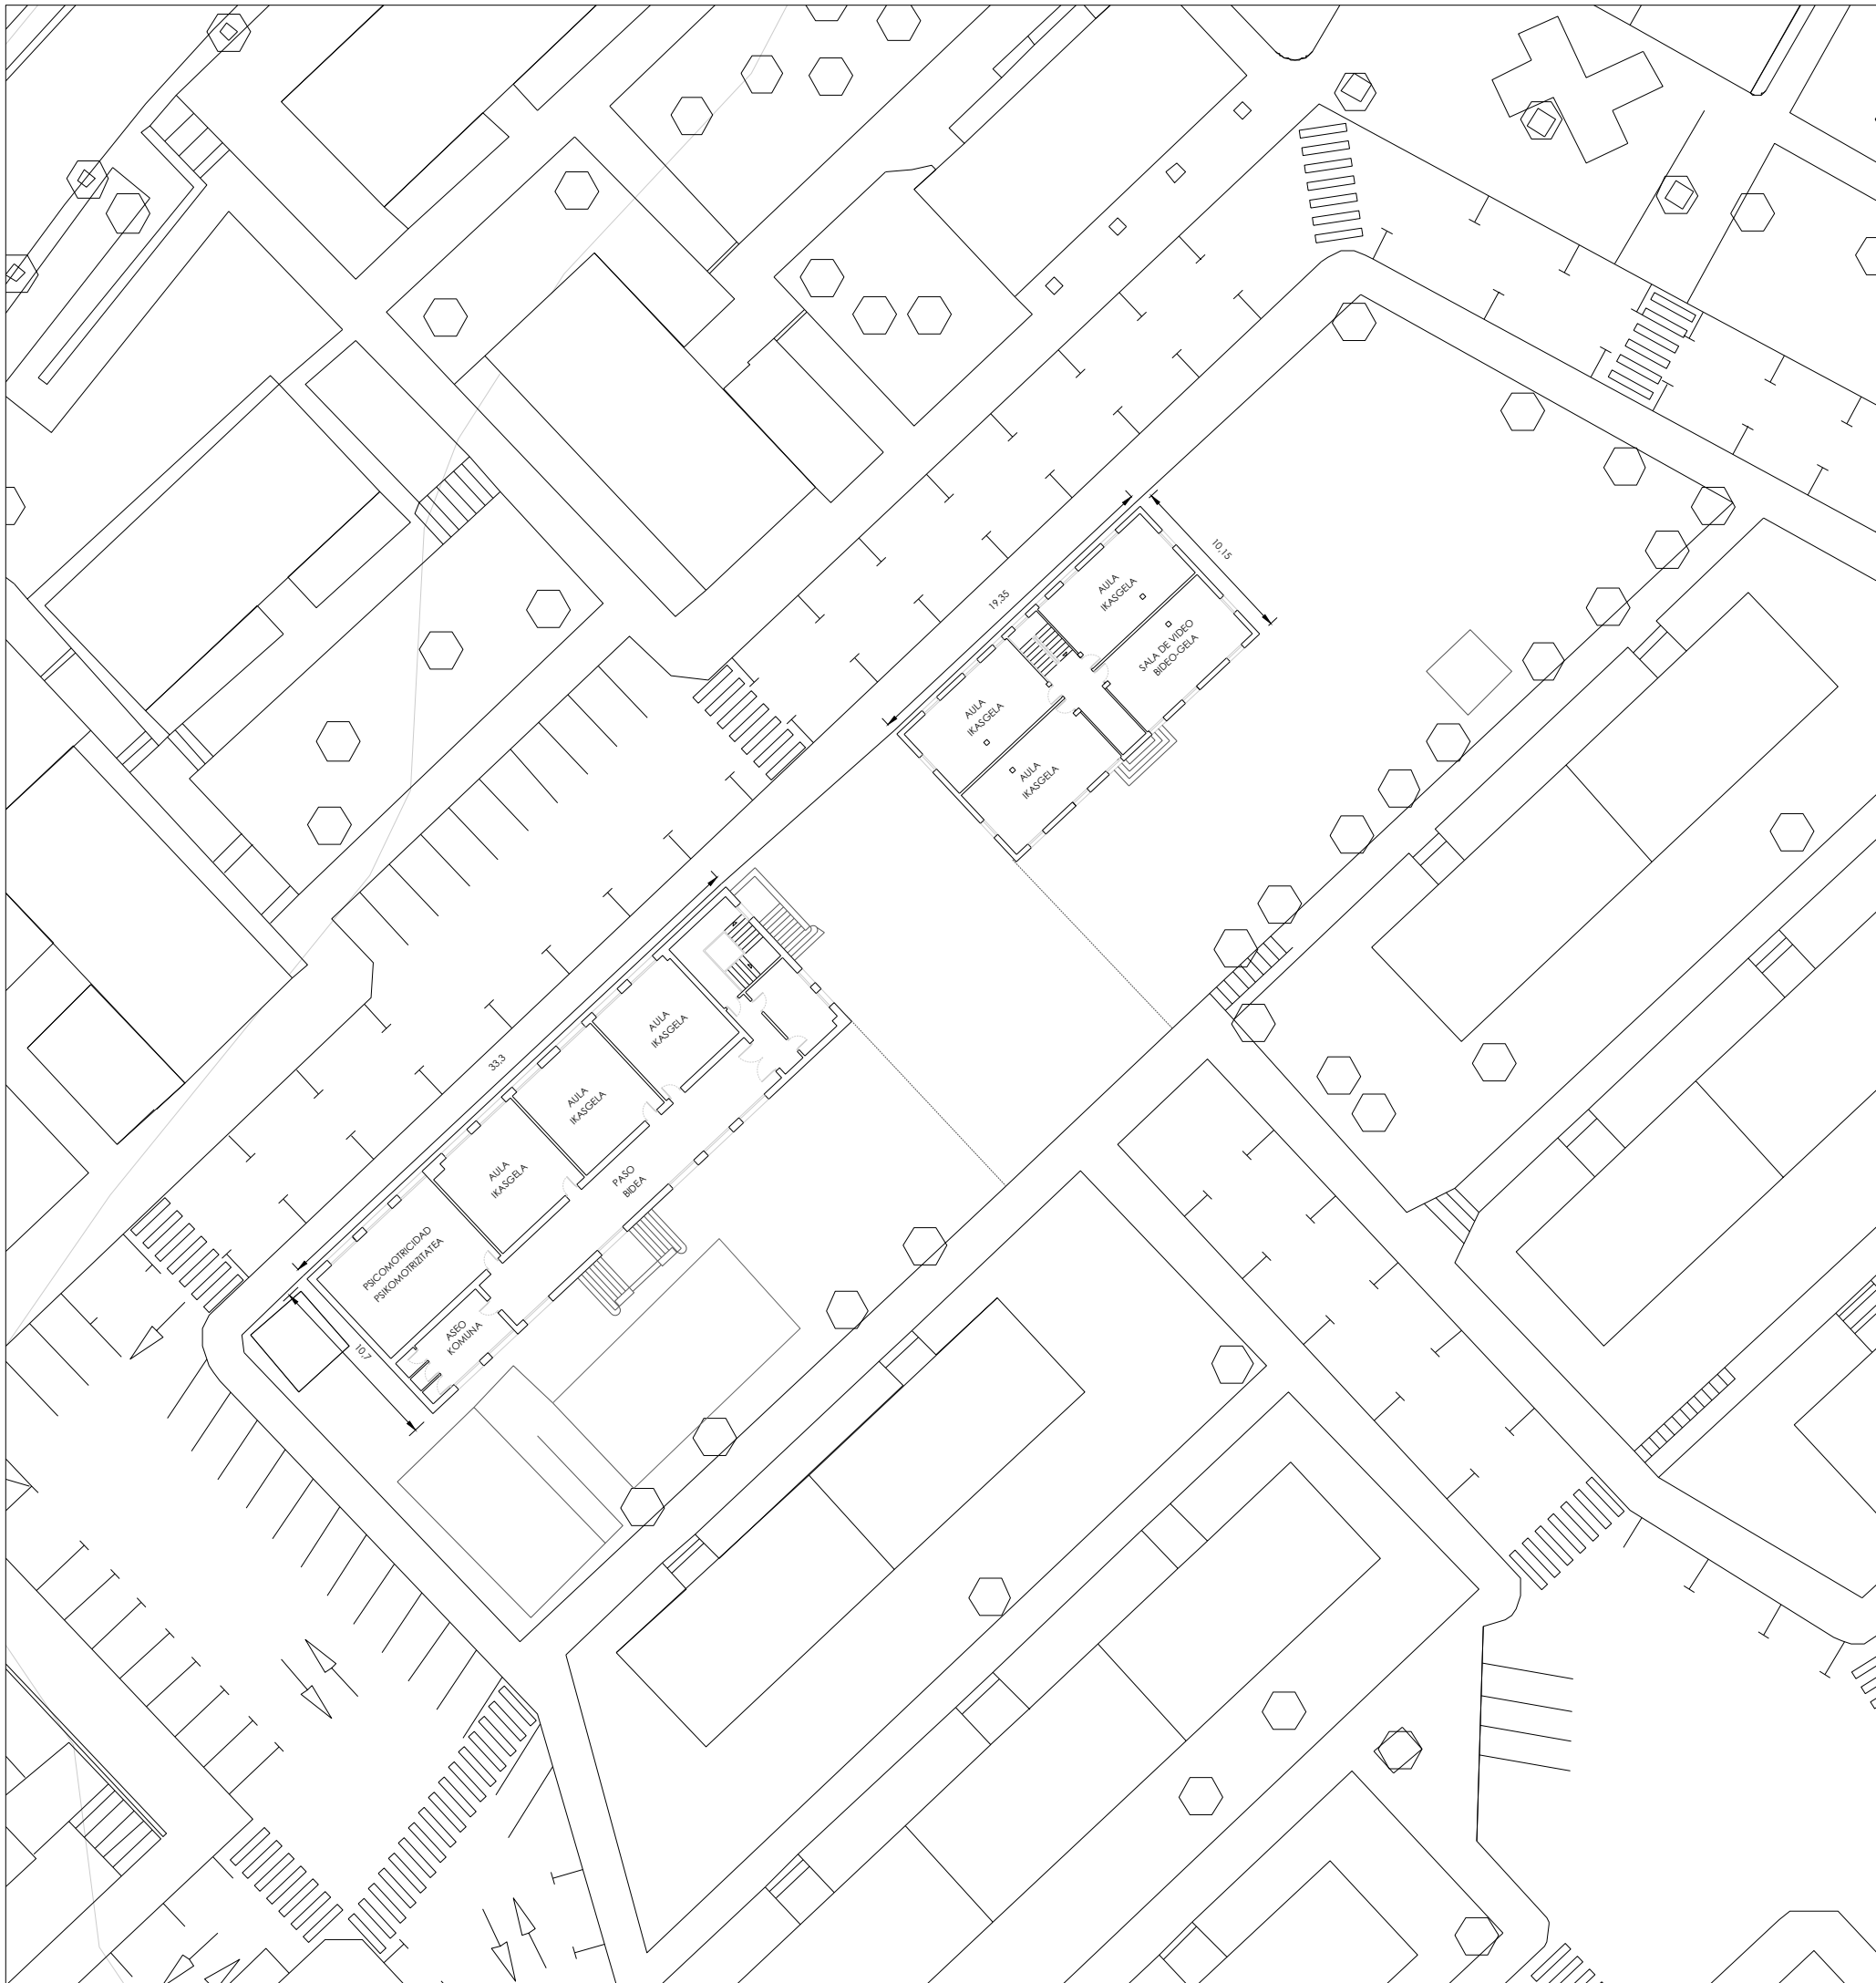 10,15
19,35
AULA
IKASGELA
SALA DE VIDEO
BIDEO-GELA
AULA
IKASGELA
AULA
IKASGELA
33,3
AULA
IKASGELA
AULA
IKASGELA
AULA
IKASGELA
PASO
BIDEA
PSICOMOTRICIDAD
PSIKOMOTRIZITATEA
ASEO
KOMUNA
10,7